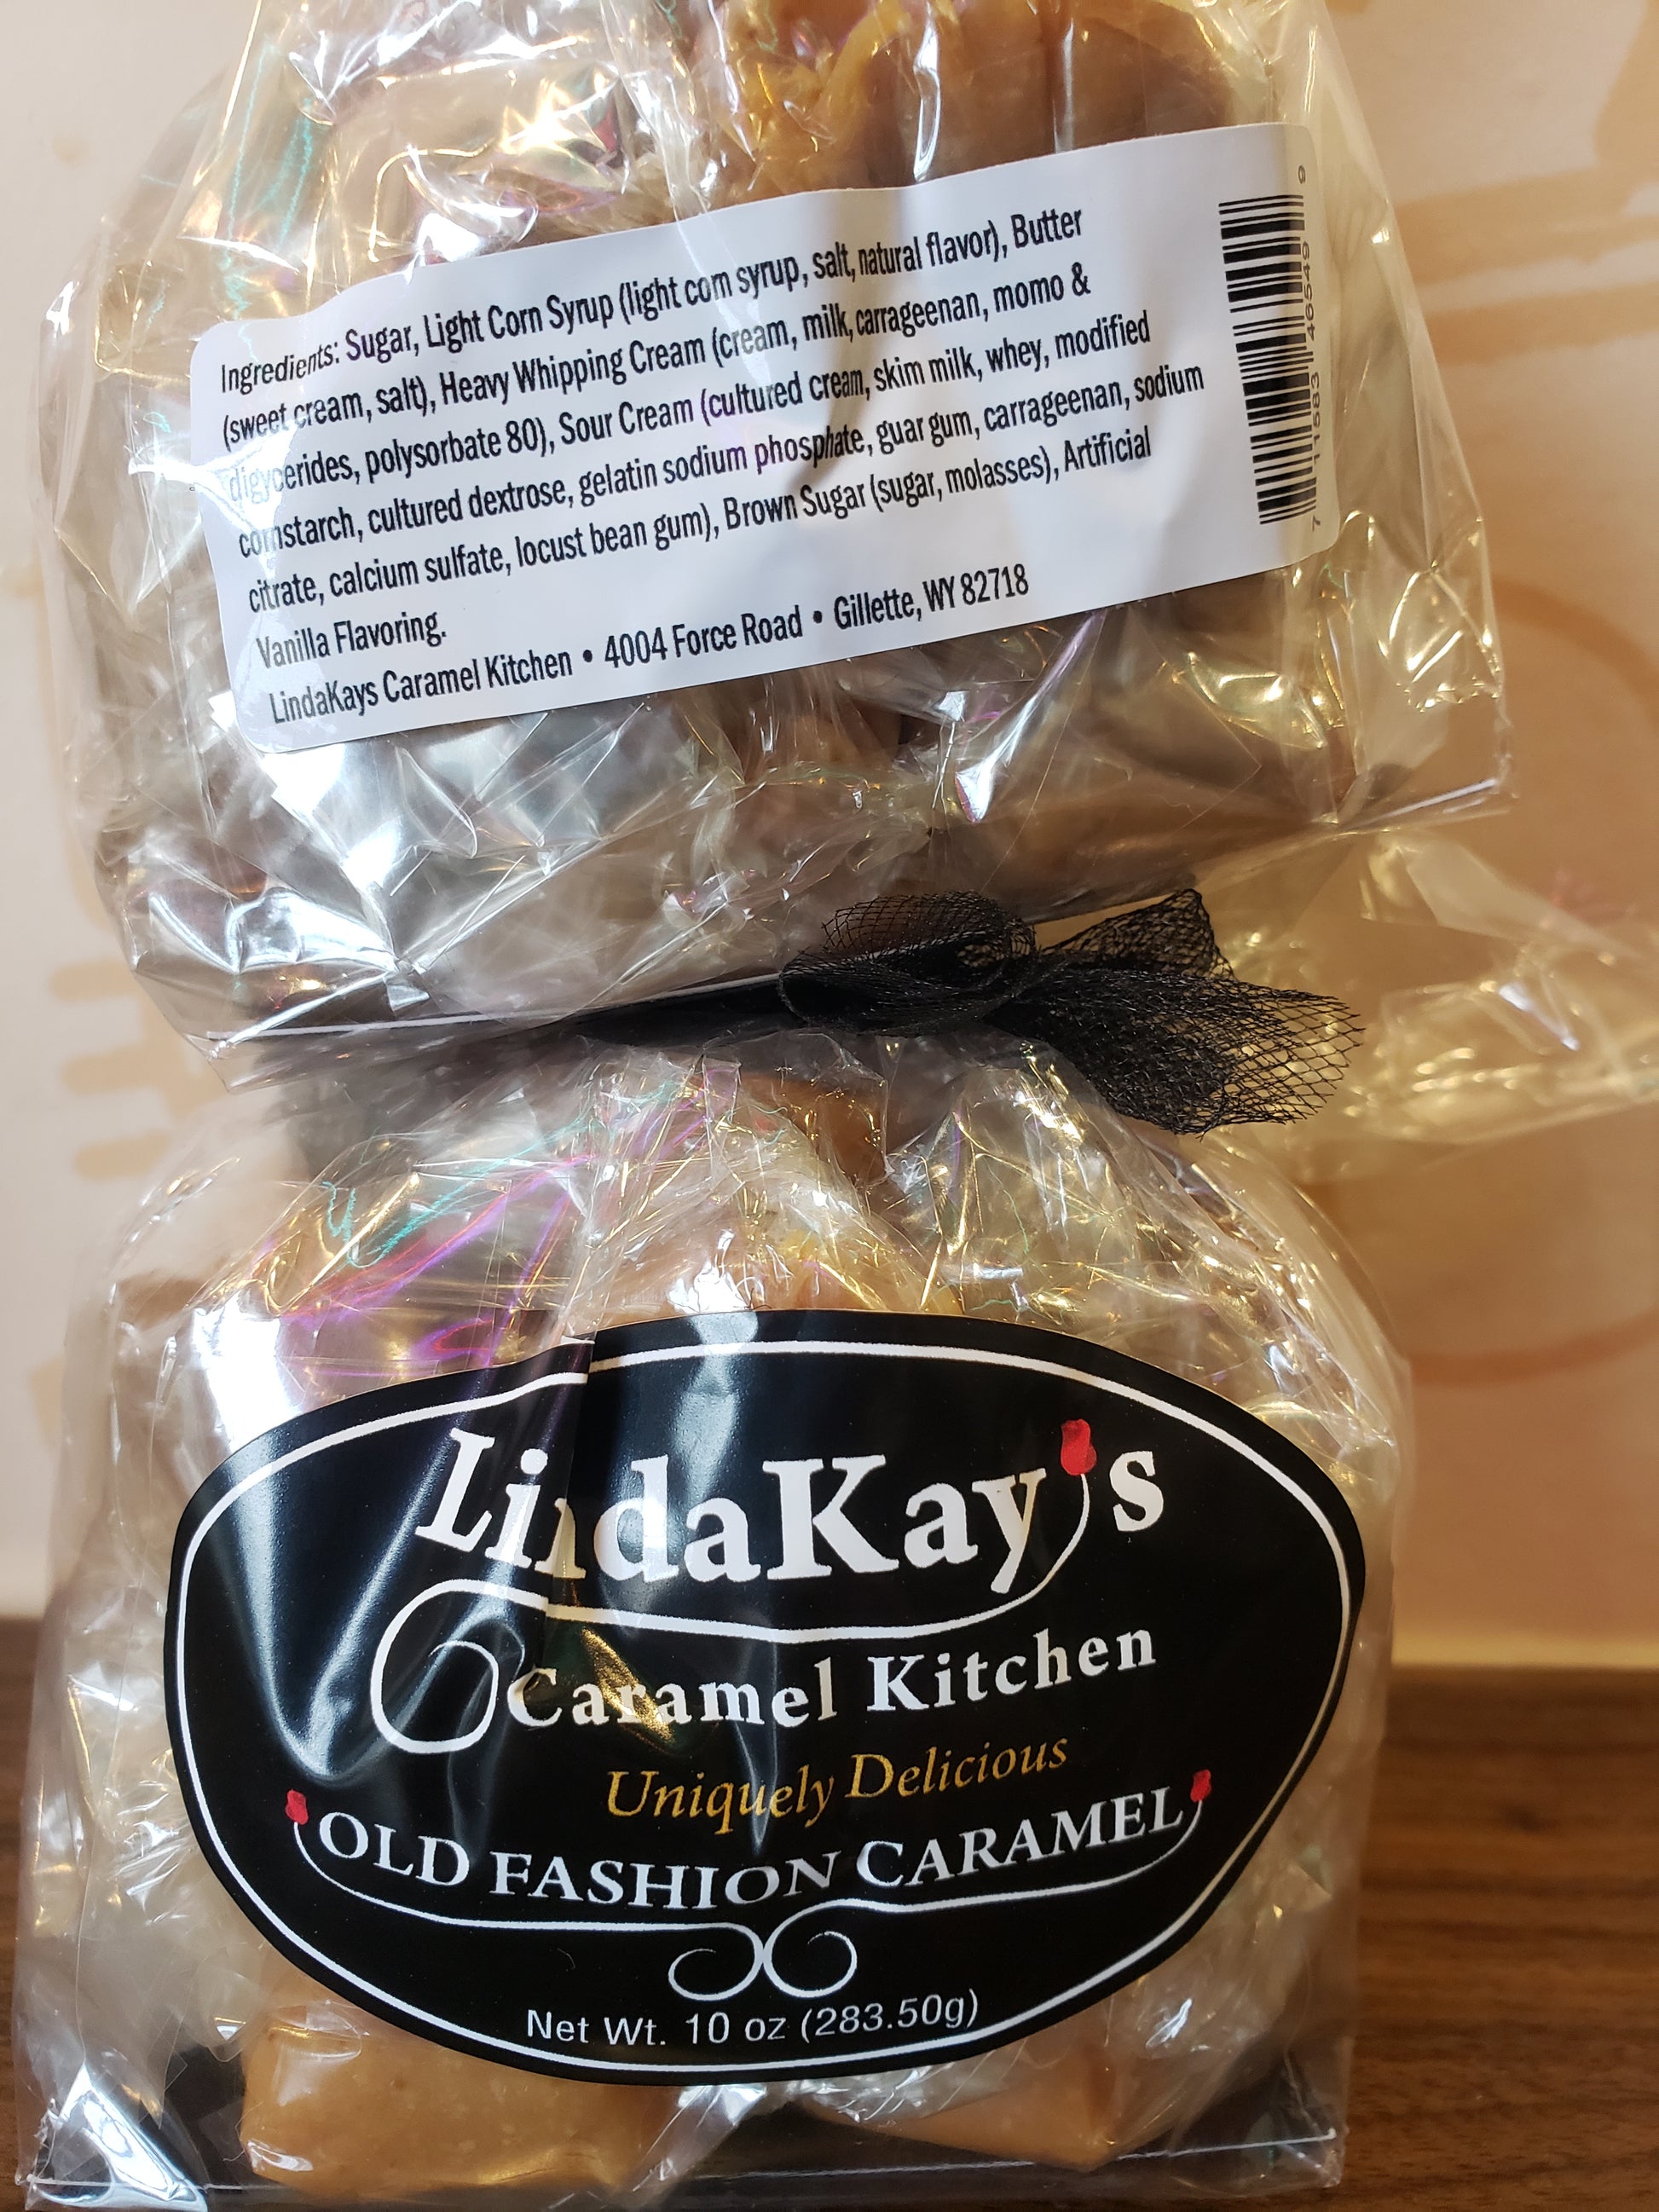 Ingredients: Sugar, Light Corn Syrup (light corn syrup, salt, natural flavor), Butter
(sweet cream, salt), Heavy Whipping Cream (cream, milk, carrageenan, momo &
digycerides, polysorbate 80), Sour Cream (cultured cream, skim milk, whey, modified
cornstarch, cultured dextrose, gelatin sodium phosphate, guar gum, carrageenan, sodium
citrate, calcium sulfate, locust bean gum), Brown Sugar (sugar, molasses), Artificial
Vanilla Flavoring.
LindaKays Caramel Kitchen • 4004 Force Road • Gillette, WY 82718
7 11583 46549 9
LindaKay's
Caramel Kitchen
Uniquely Delicious
OLD FASHION CARAMEL
Net Wt. 10 oz (283.50g)